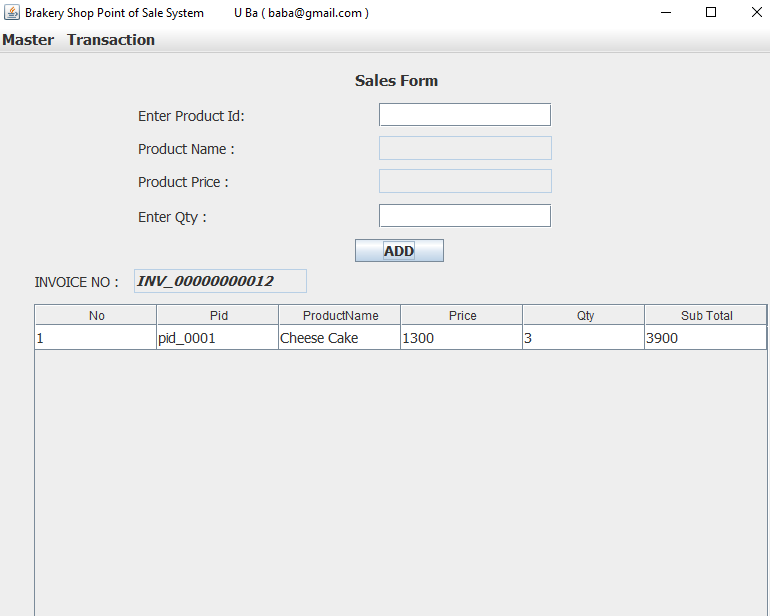 Brakery Shop Point of Sale System U Ba ( baba@gmail.com )
Master Transaction
Sales Form
Enter Product Id:
Product Name :
Product Price :
Enter Qty :
ADD
INVOICE NO : INV_00000000012
No Pid ProductName Price Qty Sub Total
1 pid_0001 Cheese Cake 1300 3 3900